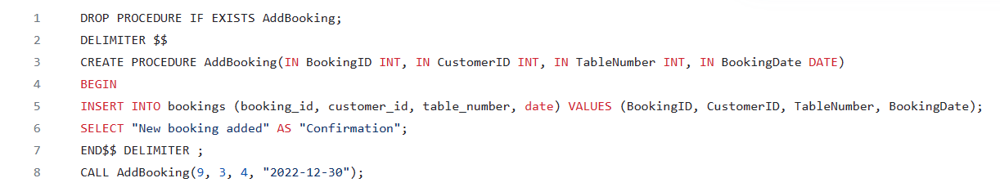 1 DROP PROCEDURE IF EXISTS AddBooking;
2 DELIMITER $$
3 CREATE PROCEDURE AddBooking(IN BookingID INT, IN CustomerID INT, IN TableNumber INT, IN BookingDate DATE)
4 BEGIN
5 INSERT INTO bookings (booking_id, customer_id, table_number, date) VALUES (BookingID, CustomerID, TableNumber, BookingDate);
6 SELECT "New booking added" AS "Confirmation";
7 END$$ DELIMITER ;
8 CALL AddBooking(9, 3, 4, "2022-12-30");